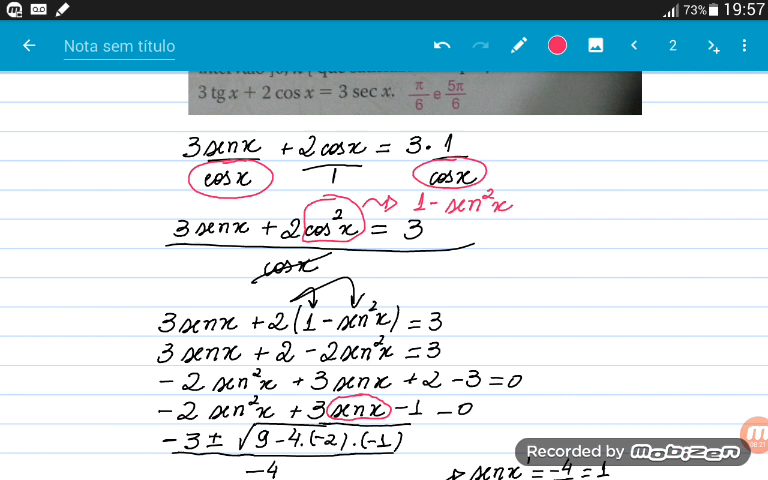 73% 19:57
Nota sem título 2
3 tg x + 2 cos x = 3 sec x. π/6 e 5π/6
3senx/cosx + 2cosx/1 = 3·1/cosx
1-sen²x
3senx + 2cos²x = 3
cosx
3senx + 2(1-sen²x) = 3
3senx + 2 - 2sen²x = 3
-2sen²x + 3senx + 2 - 3 = 0
-2sen²x + 3senx - 1 - 0
-3 ± √9-4.(-2).(-1)
-4
senx' = -4 = 1
08:21
Recorded by mobizen